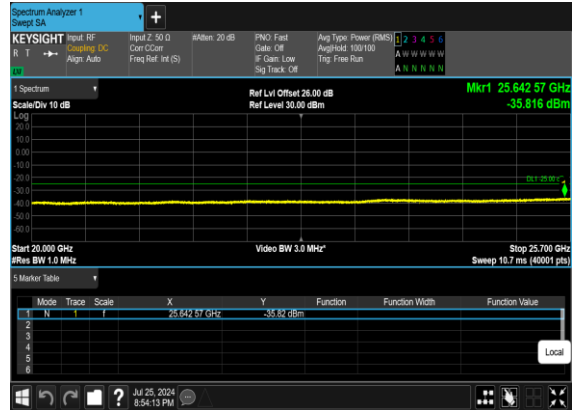 Spectrum Analyzer 1
Swept SA
+
KEYSIGHT Input: RF Input Z: 50 Ω #Atten: 20 dB PNO: Fast Avg Type: Power (RMS) 1 2 3 4 5 6
R T Coupling: DC Corr CCorr Gate: Off Avg|Hold: 100/100 A W W W W W
Align: Auto Freq Ref: Int (S) IF Gain: Low Trig: Free Run
Sig Track: Off A N N N N N
1 Spectrum Ref Lvl Offset 26.00 dB Mkr1 25.642 57 GHz
Scale/Div 10 dB Ref Level 30.00 dBm -35.816 dBm
Log
20.0
10.0
0.00
-10.0
-20.0
-30.0
-40.0
-50.0
-60.0
Start 20.000 GHz Video BW 3.0 MHz* Stop 25.700 GHz
#Res BW 1.0 MHz Sweep 10.7 ms (40001 pts)
5 Marker Table
Mode Trace Scale X Y Function Function Width Function Value
1 N 1 f 25.642 57 GHz -35.82 dBm
2
3
4
5
6
Local
? Jul 25, 2024
8:54:13 PM